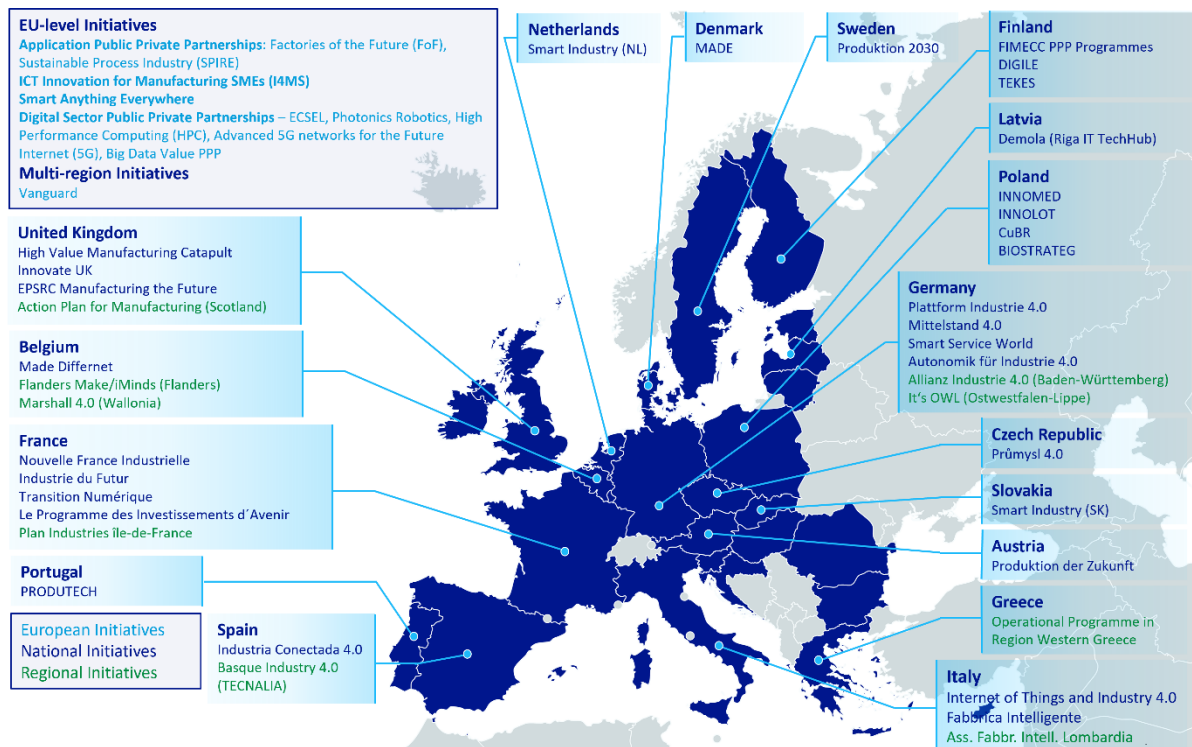 EU-level Initiatives
Application Public Private Partnerships: Factories of the Future (FoF),
Sustainable Process Industry (SPIRE)
ICT Innovation for Manufacturing SMEs (I4MS)
Smart Anything Everywhere
Digital Sector Public Private Partnerships – ECSEL, Photonics Robotics, High
Performance Computing (HPC), Advanced 5G networks for the Future
Internet (5G), Big Data Value PPP
Multi-region Initiatives
Vanguard
Netherlands
Smart Industry (NL)
Denmark
MADE
Sweden
Produktion 2030
Finland
FIMECC PPP Programmes
DIGILE
TEKES
Latvia
Demola (Riga IT TechHub)
Poland
INNOMED
INNOLOT
CuBR
BIOSTRATEG
United Kingdom
High Value Manufacturing Catapult
Innovate UK
EPSRC Manufacturing the Future
Action Plan for Manufacturing (Scotland)
Germany
Plattform Industrie 4.0
Mittelstand 4.0
Smart Service World
Autonomik für Industrie 4.0
Allianz Industrie 4.0 (Baden-Württemberg)
It's OWL (Ostwestfalen-Lippe)
Belgium
Made Differnet
Flanders Make/iMinds (Flanders)
Marshall 4.0 (Wallonia)
France
Nouvelle France Industrielle
Industrie du Futur
Transition Numérique
Le Programme des Investissements d´Avenir
Plan Industries île-de-France
Czech Republic
Průmysl 4.0
Slovakia
Smart Industry (SK)
Austria
Produktion der Zukunft
Portugal
PRODUTECH
Greece
Operational Programme in
Region Western Greece
European Initiatives
National Initiatives
Regional Initiatives
Spain
Industria Conectada 4.0
Basque Industry 4.0
(TECNALIA)
Italy
Internet of Things and Industry 4.0
Fabbrica Intelligente
Ass. Fabbr. Intell. Lombardia